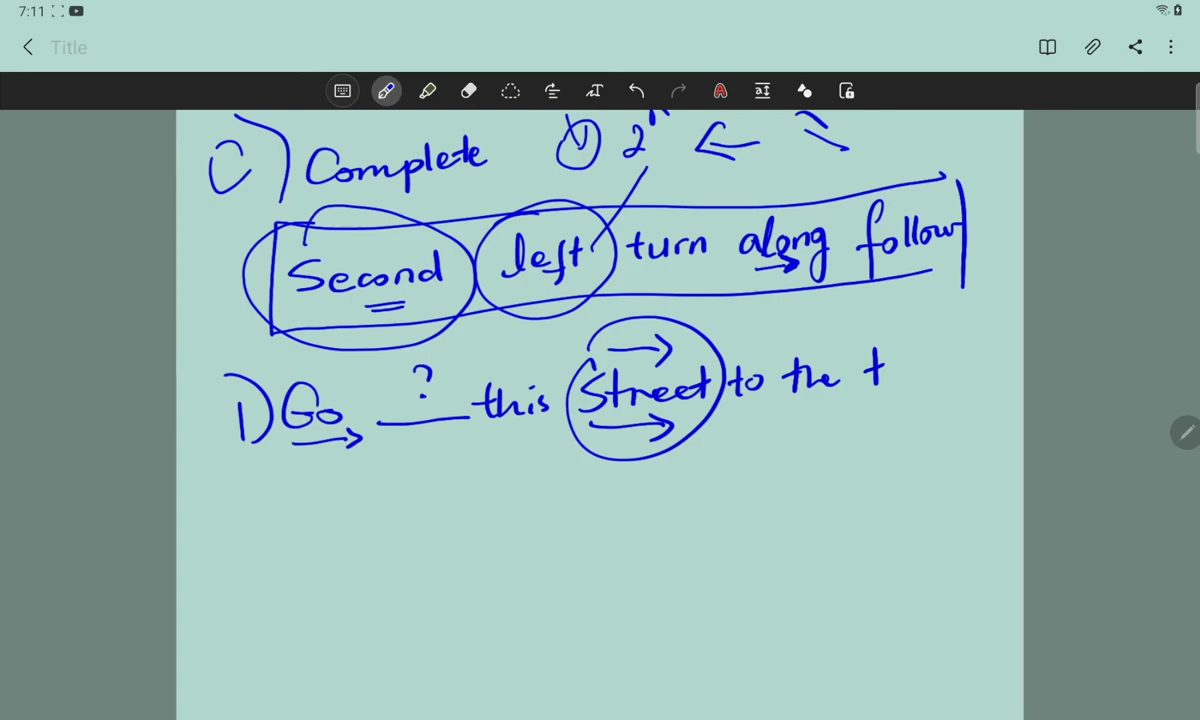 7:11
Title
C) Complete ① 2
Second left turn along follow
1) Go ? this Street to the t